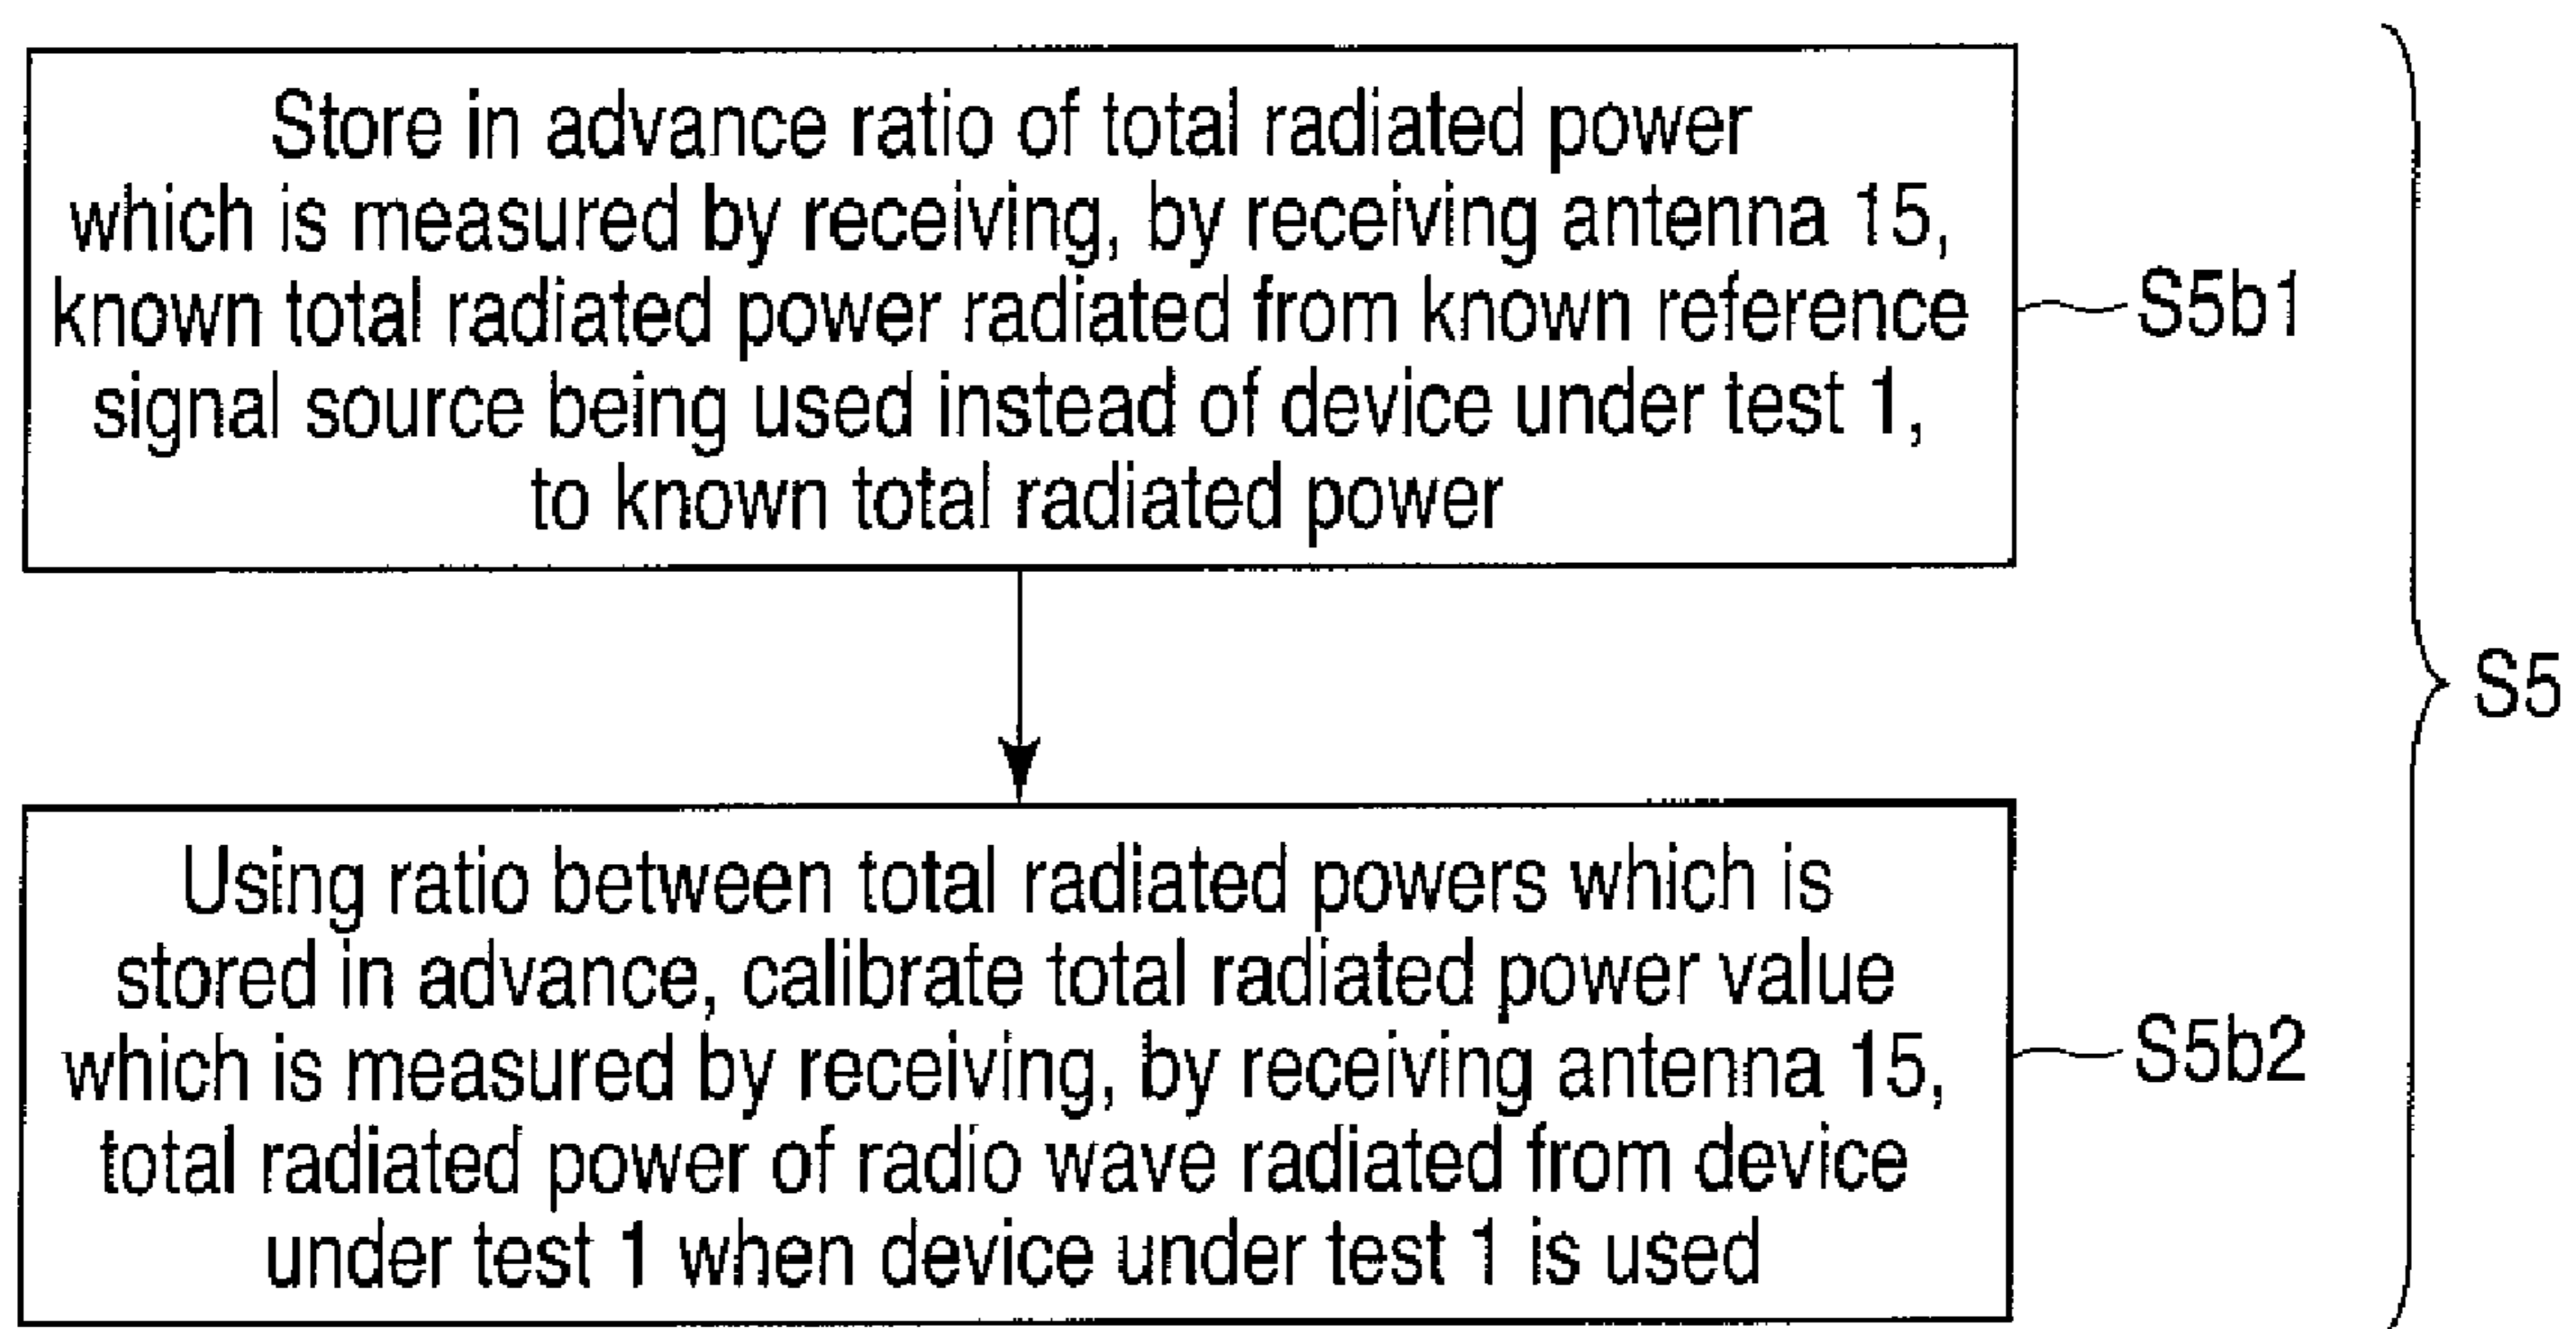 Store in advance ratio of total radiated power
which is measured by receiving, by receiving antenna 15,
known total radiated power radiated from known reference
signal source being used instead of device under test 1,
to known total radiated power
S5b1
S5
Using ratio between total radiated powers which is
stored in advance, calibrate total radiated power value
which is measured by receiving, by receiving antenna 15,
total radiated power of radio wave radiated from device
under test 1 when device under test 1 is used
S5b2